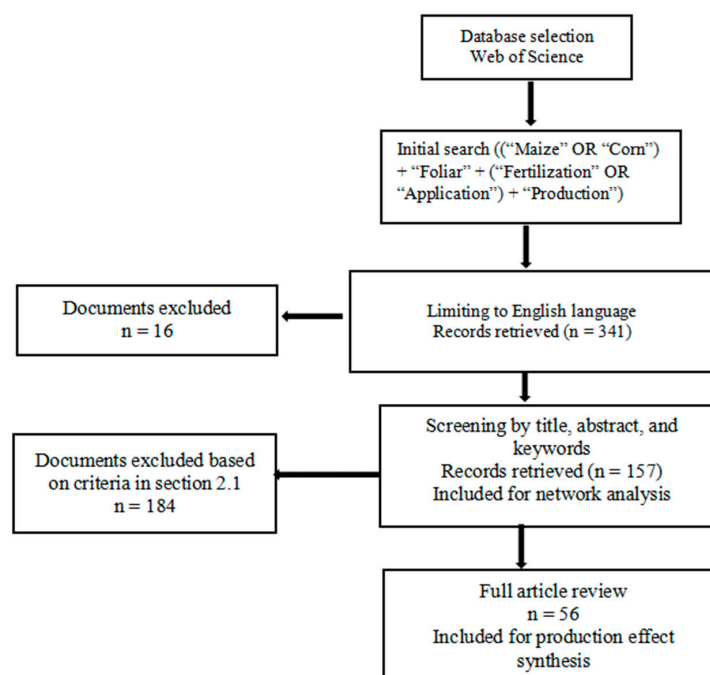 Database selection
Web of Science
Initial search ((“Maize” OR “Corn”)
+ “Foliar” + (“Fertilization” OR
“Application”) + “Production”)
Documents excluded
n = 16
Limiting to English language
Records retrieved (n = 341)
Documents excluded based
on criteria in section 2.1
n = 184
Screening by title, abstract, and
keywords
Records retrieved (n = 157)
Included for network analysis
Full article review
n = 56
Included for production effect
synthesis